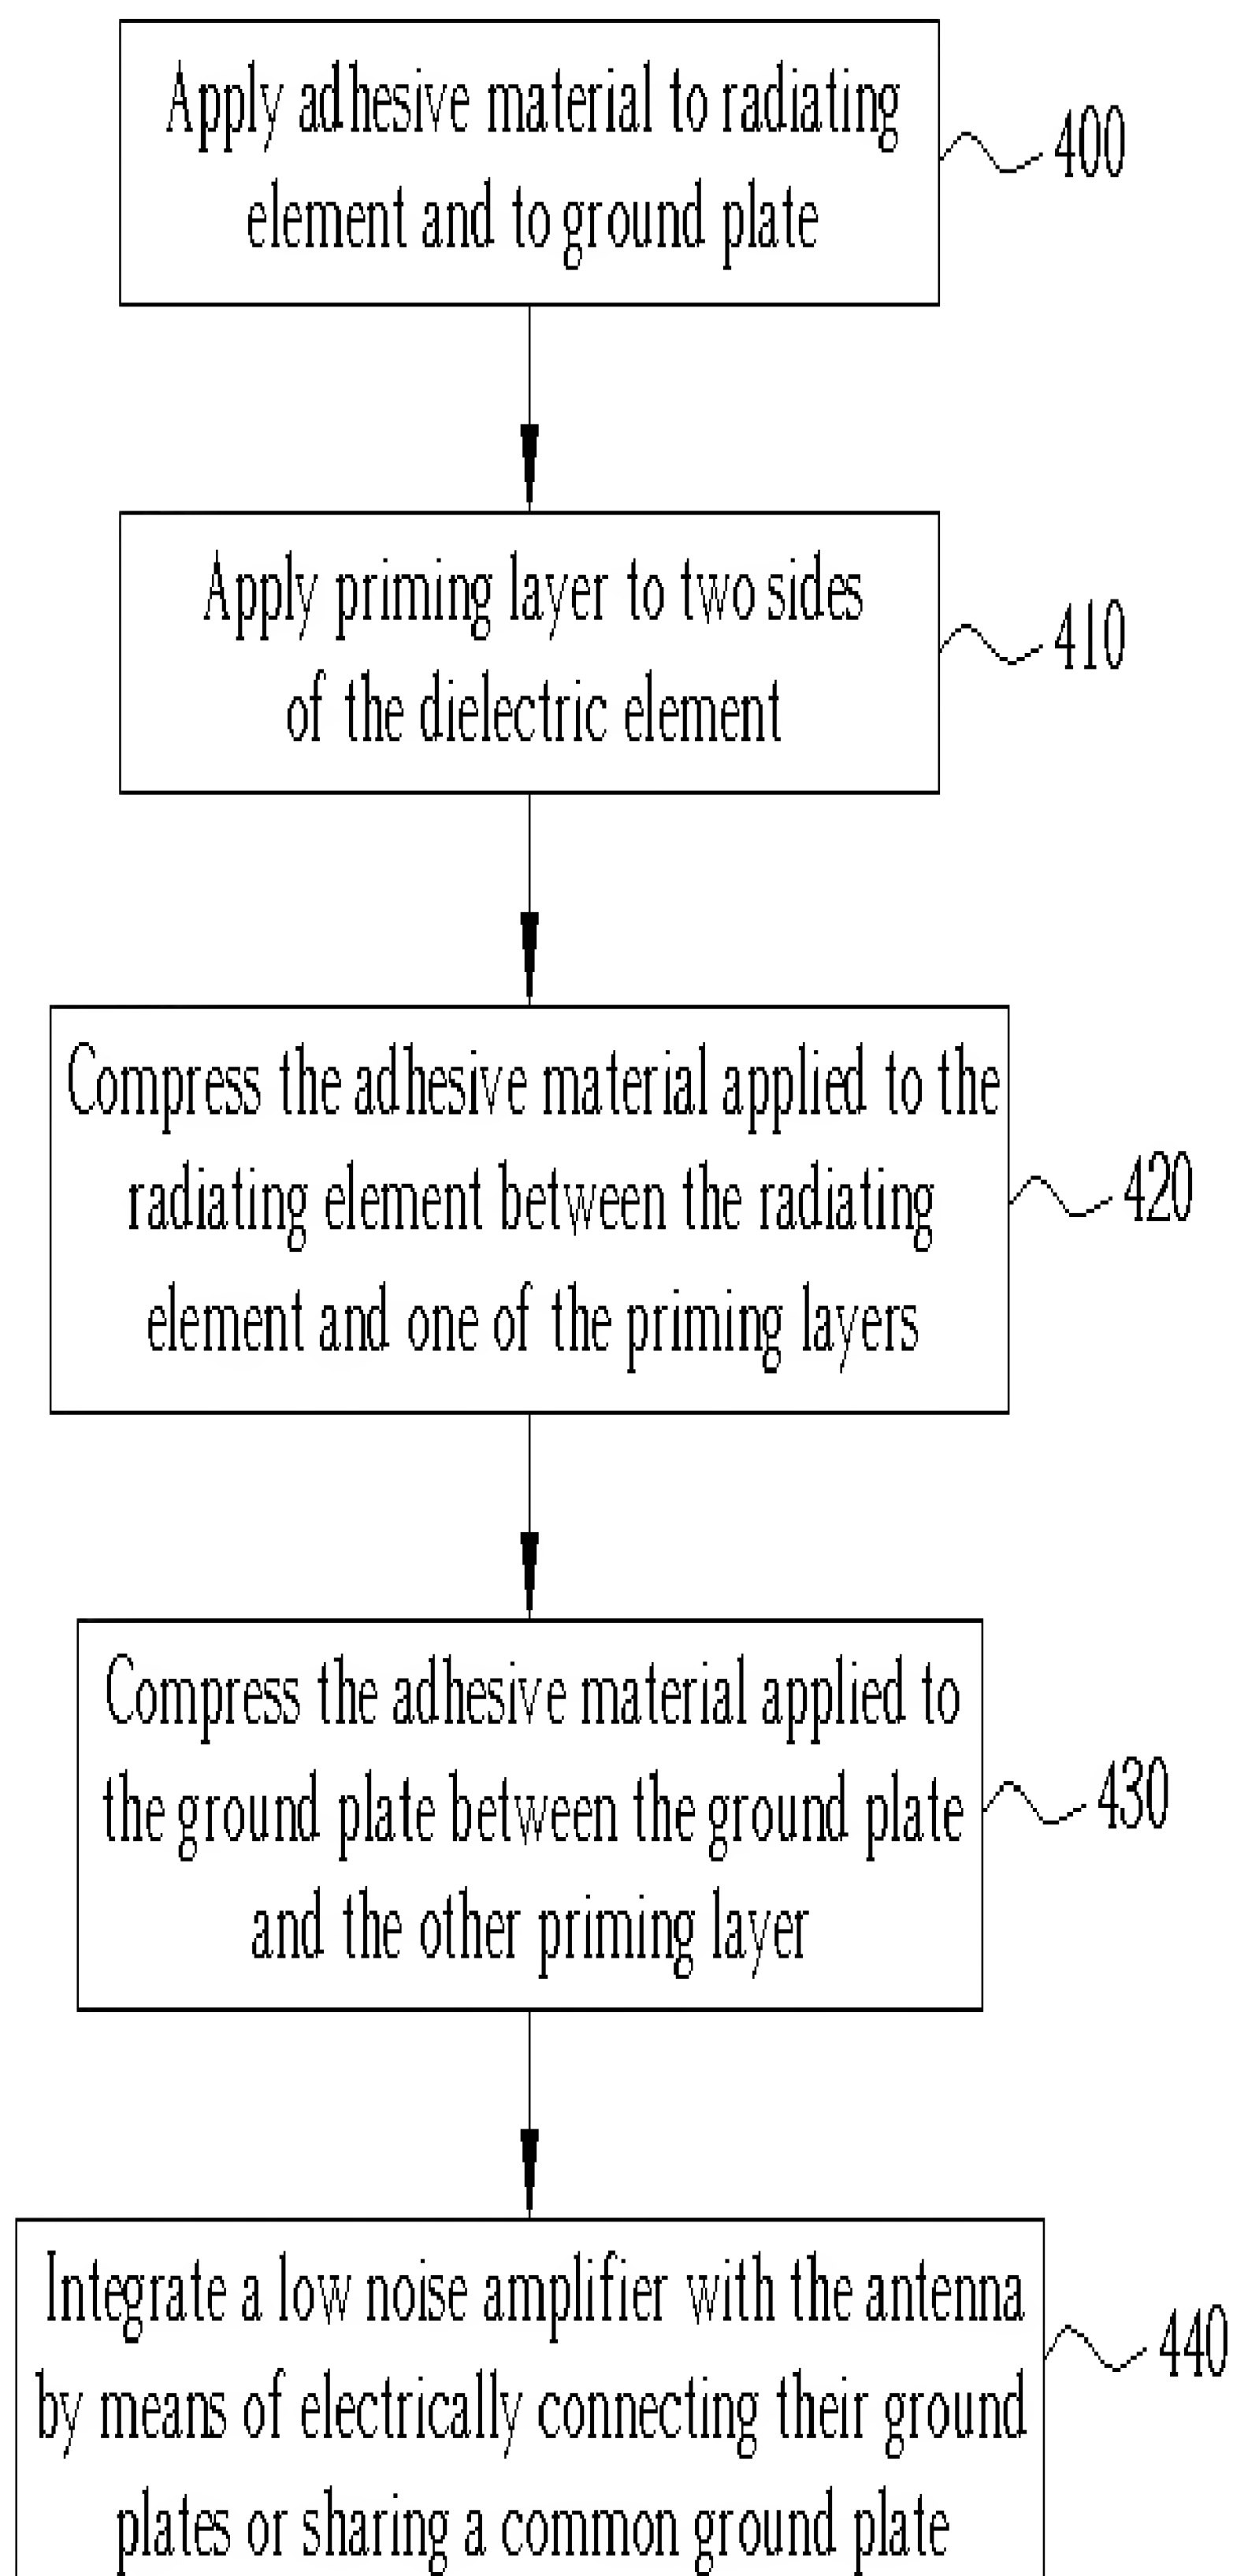 Apply adhesive material to radiating
element and to ground plate
400
Apply priming layer to two sides
of the dielectric element
410
Compress the adhesive material applied to the
radiating element between the radiating
element and one of the priming layers
420
Compress the adhesive material applied to
the ground plate between the ground plate
and the other priming layer
430
Integrate a low noise amplifier with the antenna
by means of electrically connecting their ground
plates or sharing a common ground plate
440